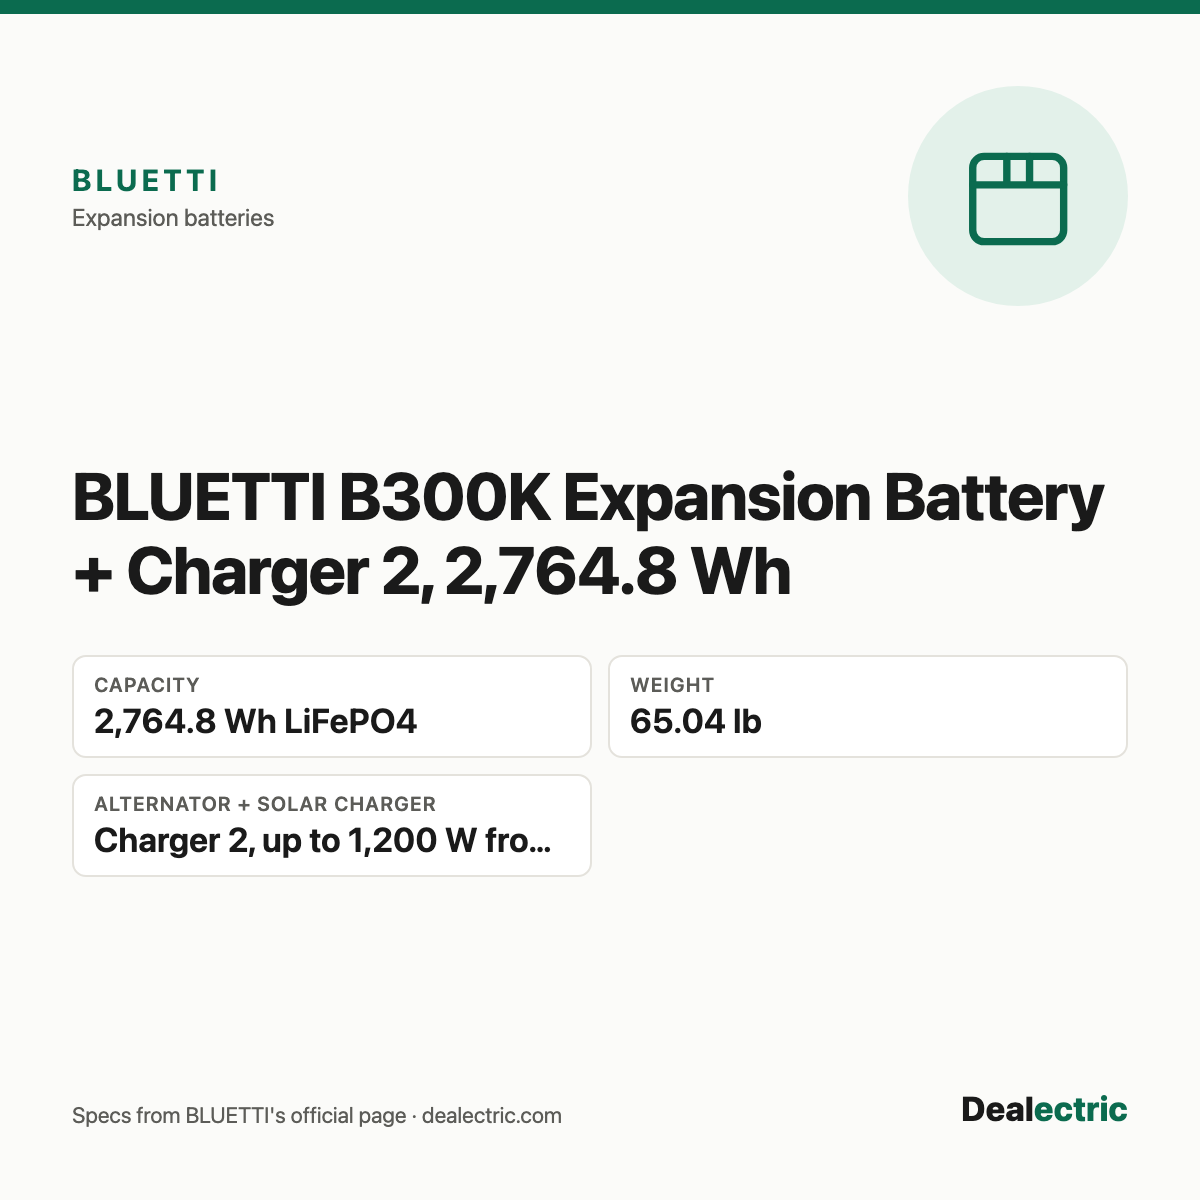 BLUETTI
Expansion batteries
BLUETTI B300K Expansion Battery
+ Charger 2, 2,764.8 Wh
CAPACITY
2,764.8 Wh LiFePO4
WEIGHT
65.04 lb
ALTERNATOR + SOLAR CHARGER
Charger 2, up to 1,200 W fro...
Specs from BLUETTI's official page · dealectric.com
Dealectric